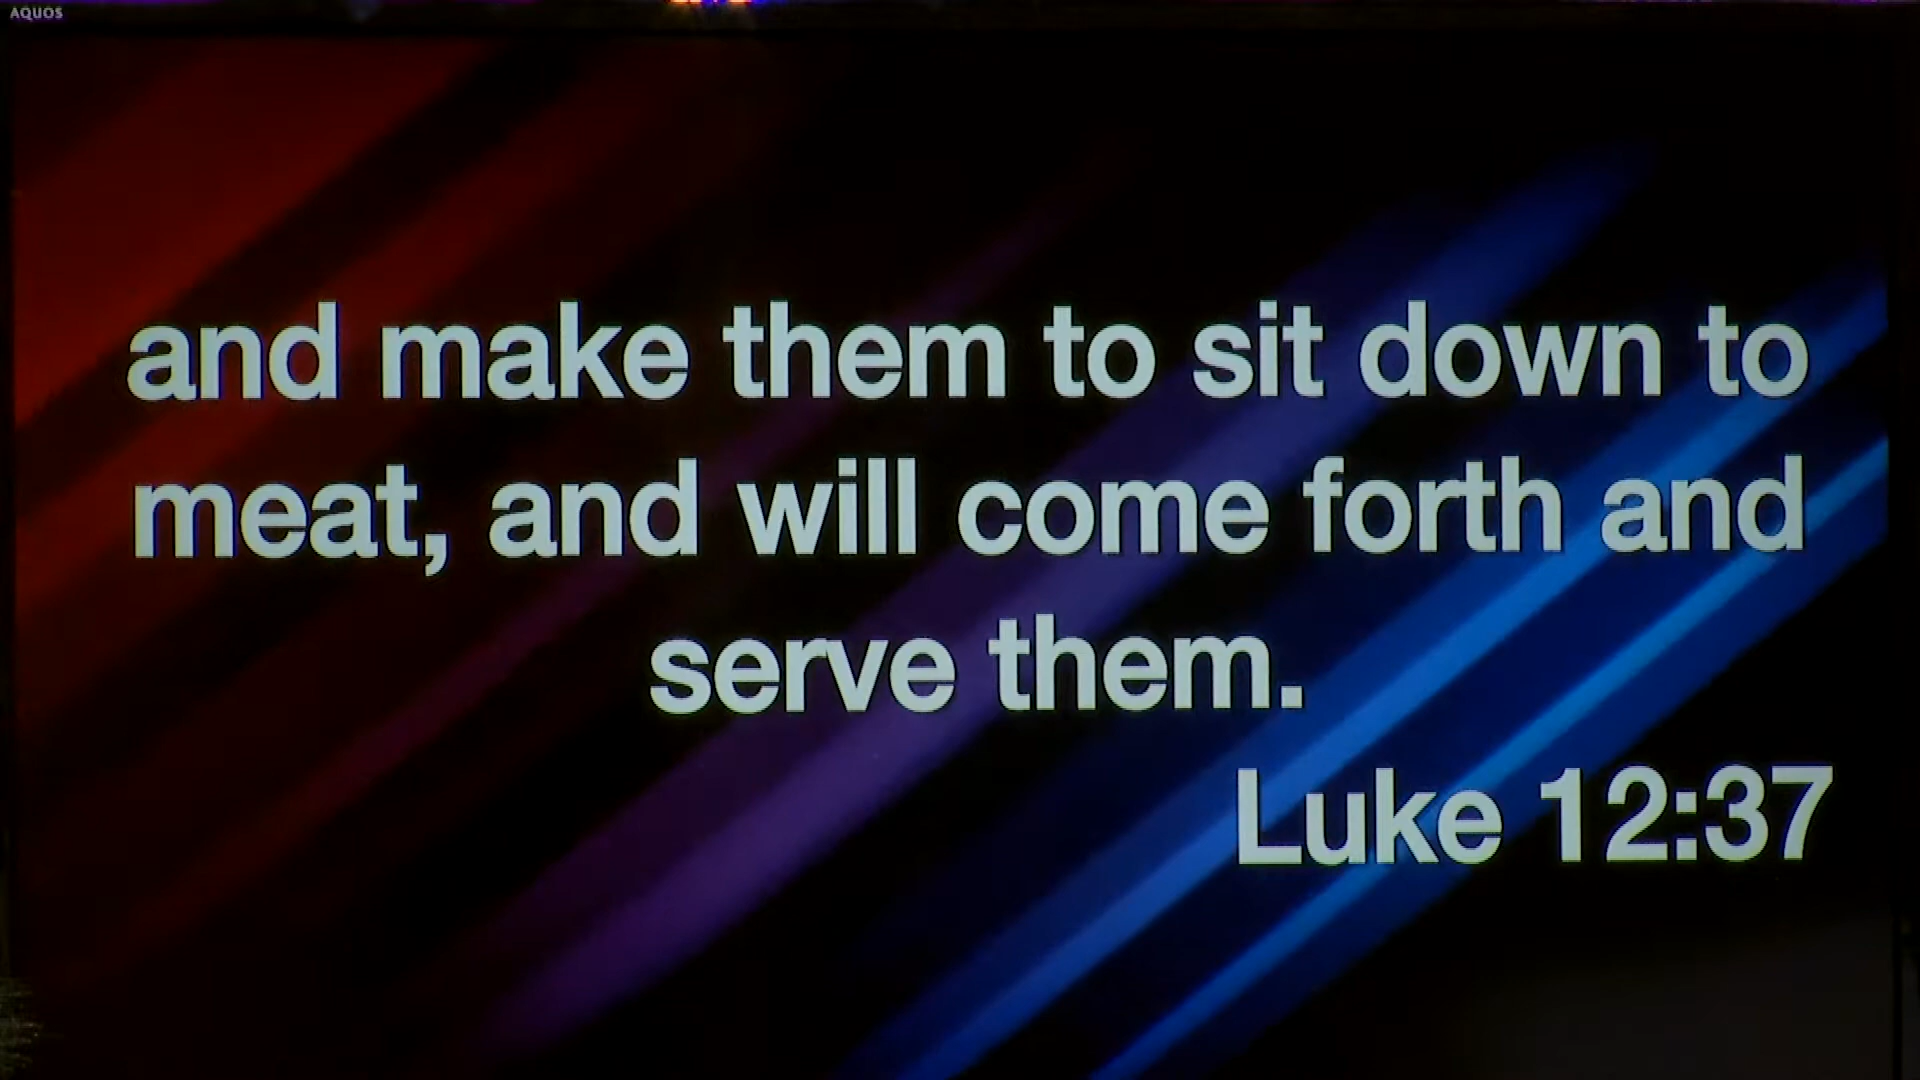 AQUOS
and make them to sit down to
meat, and will come forth and
serve them.
Luke 12:37